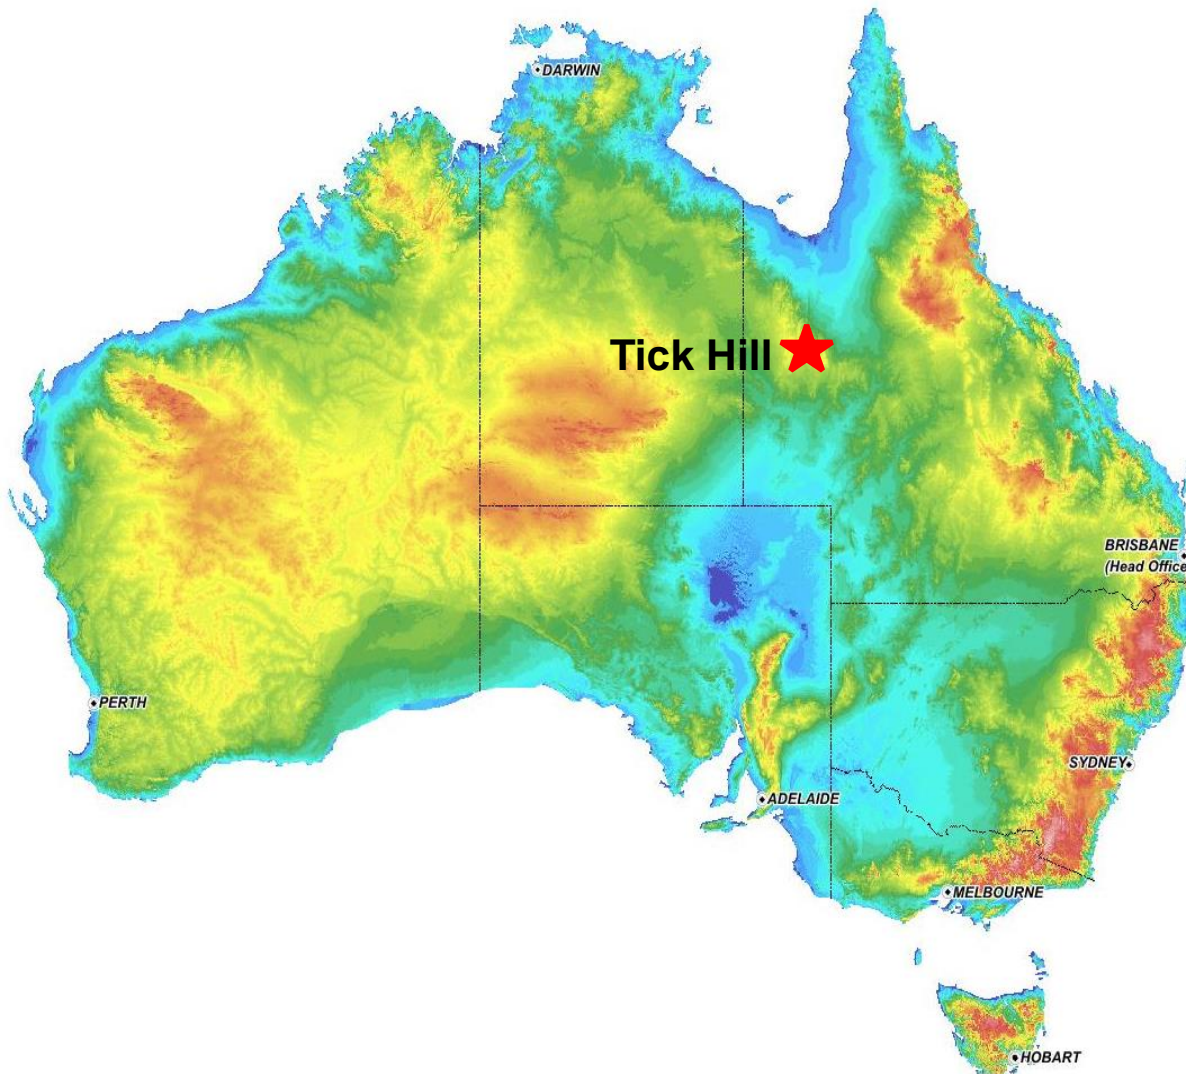 DARWIN
Tick Hill
BRISBANE
(Head Office
PERTH
SYDNEY
ADELAIDE
MELBOURNE
HOBART